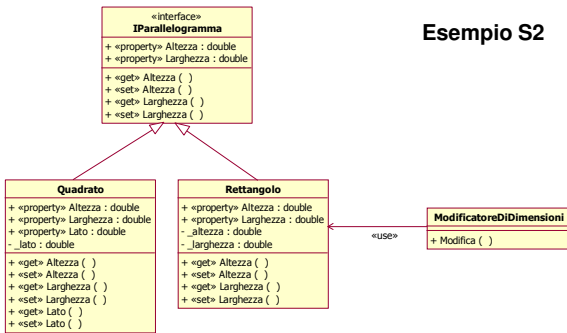 «interface»
IParallelogramma
+ «property» Altezza : double
+ «property» Larghezza : double
+ «get» Altezza ( )
+ «set» Altezza ( )
+ «get» Larghezza ( )
+ «set» Larghezza ( )
Esempio S2
Quadrato
+ «property» Altezza : double
+ «property» Larghezza : double
+ «property» Lato : double
- _lato : double
+ «get» Altezza ( )
+ «set» Altezza ( )
+ «get» Larghezza ( )
+ «set» Larghezza ( )
+ «get» Lato ( )
+ «set» Lato ( )
Rettangolo
+ «property» Altezza : double
+ «property» Larghezza : double
- _altezza : double
- _larghezza : double
+ «get» Altezza ( )
+ «set» Altezza ( )
+ «get» Larghezza ( )
+ «set» Larghezza ( )
«use»
ModificatoreDiDimensioni
+ Modifica ( )